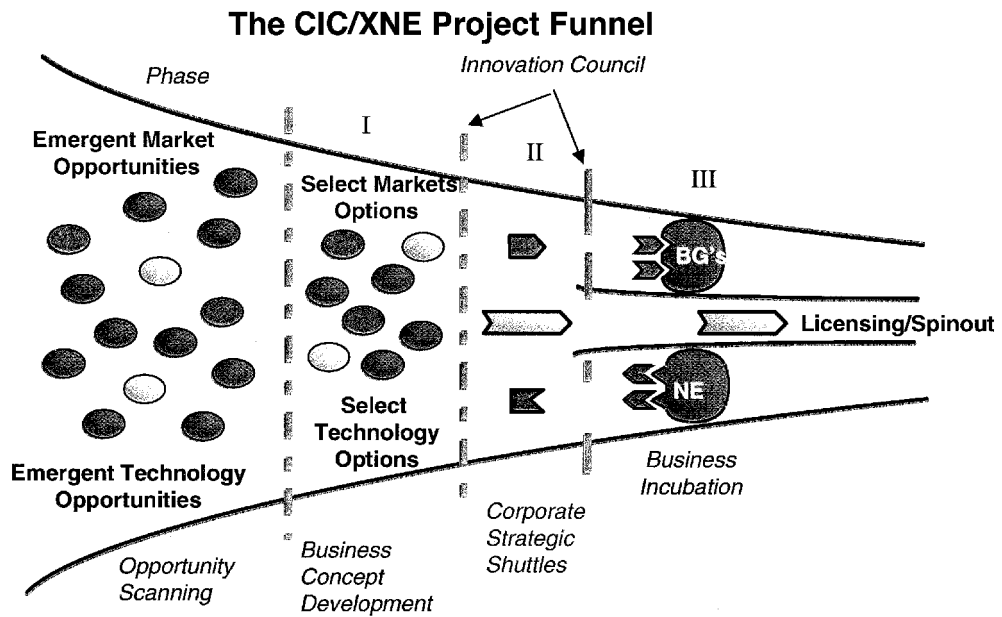 The CIC/XNE Project Funnel
Phase
Innovation Council
I
II
III
Emergent Market
Opportunities
Select Markets
Options
BG's
Licensing/Spinout
NE
Select
Technology
Options
Emergent Technology
Opportunities
Business
Incubation
Corporate
Strategic
Shuttles
Business
Concept
Development
Opportunity
Scanning